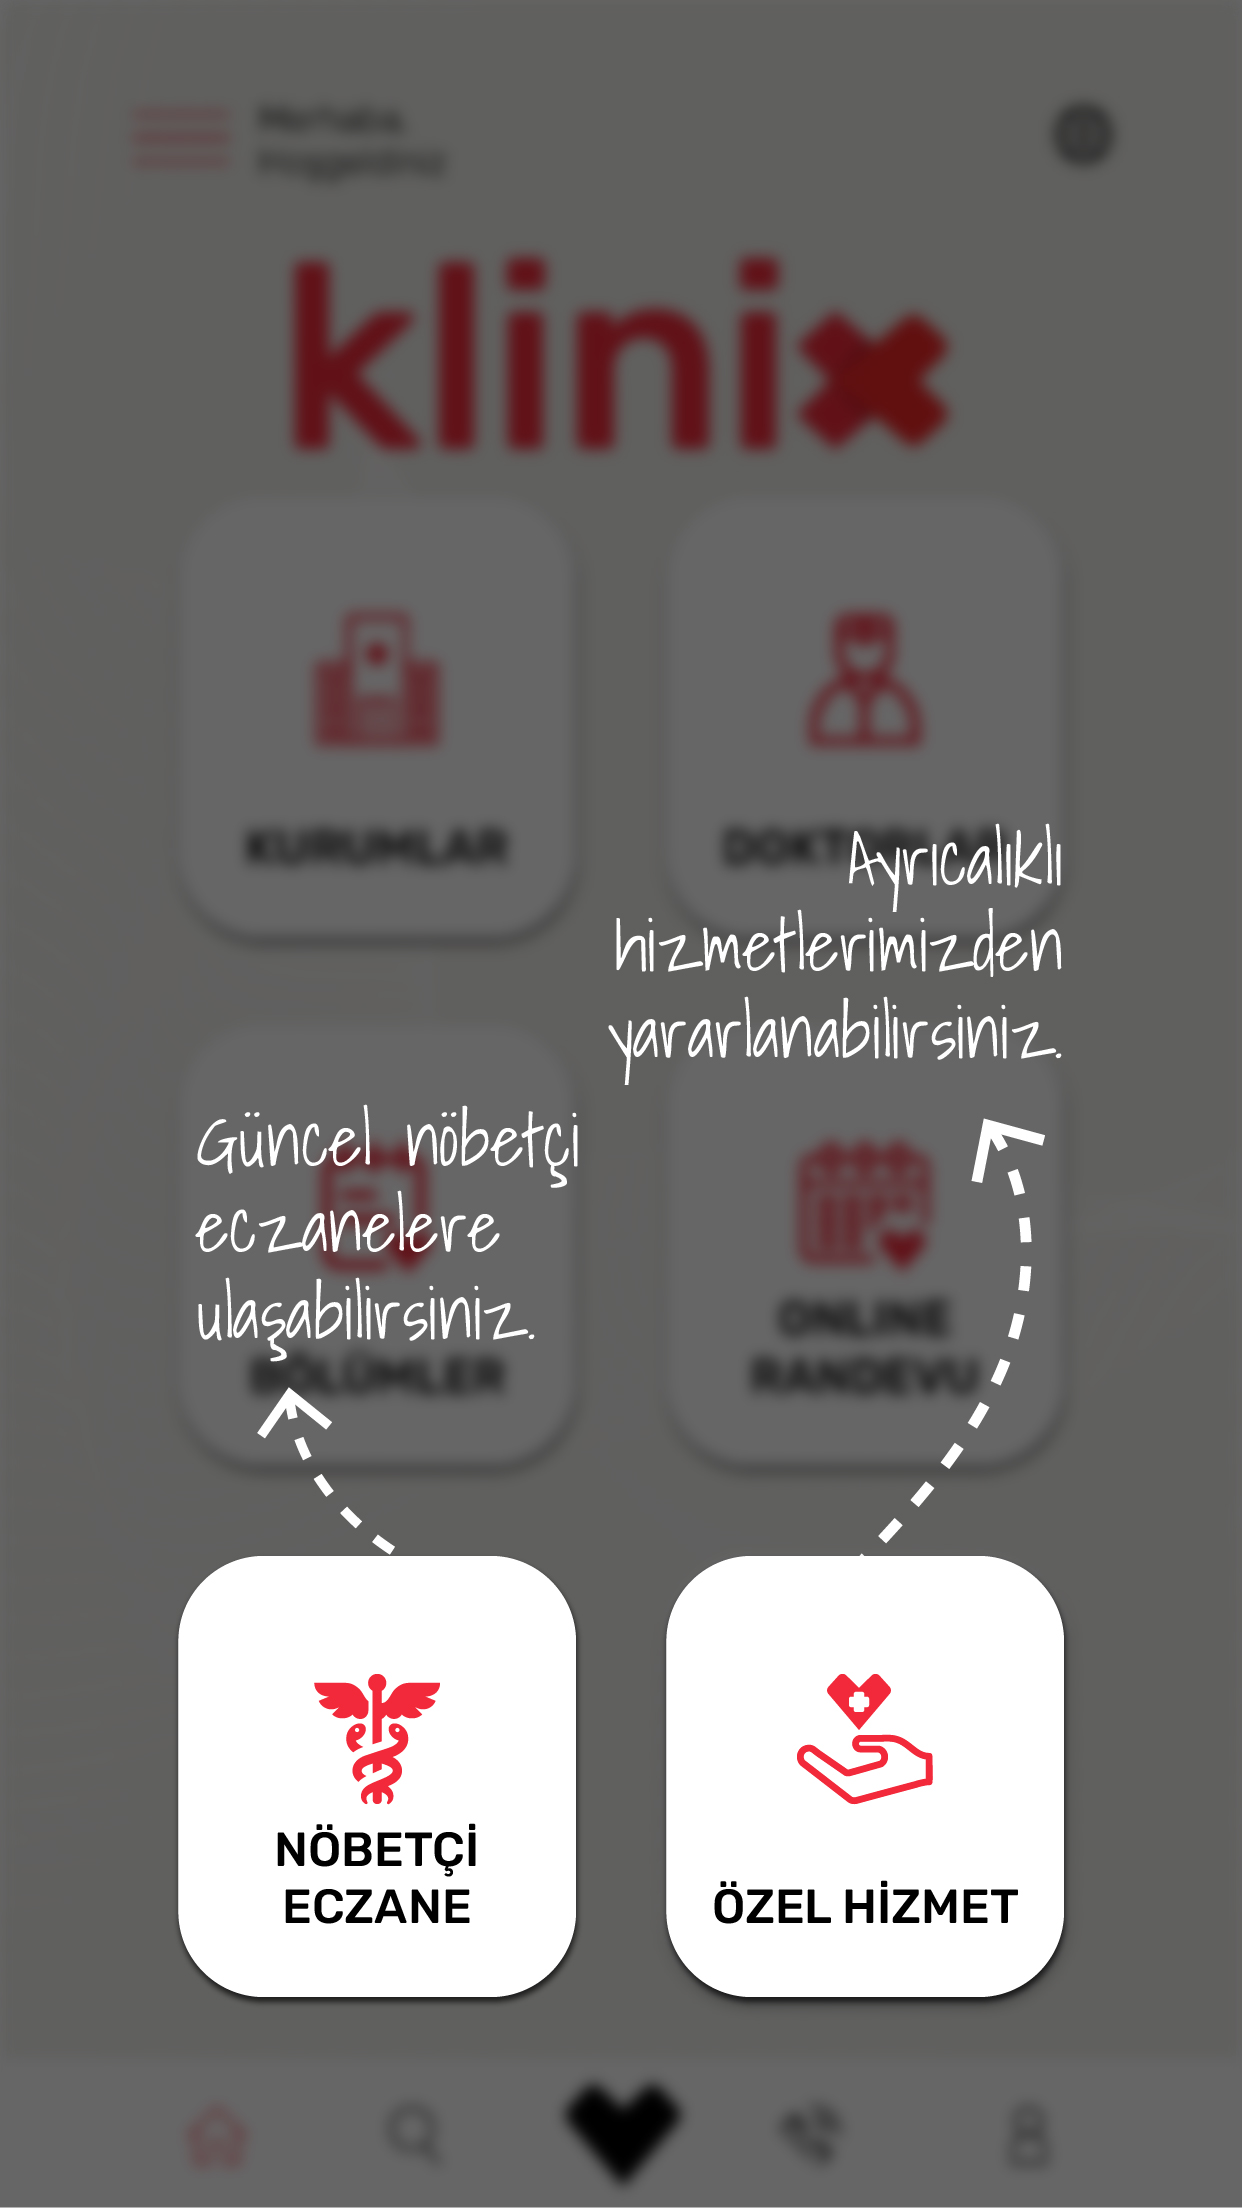 Merhaba,
Hoşgeldiniz
klinix
KURUMLAR
DOKTORLAR
Ayrıcalıklı
hizmetlerimizden
yararlanabilirsiniz.
Güncel nöbetçi
eczanelere
ulaşabilirsiniz.
BÖLÜMLER
ONLINE
RANDEVU
NÖBETÇİ
ECZANE
ÖZEL HİZMET